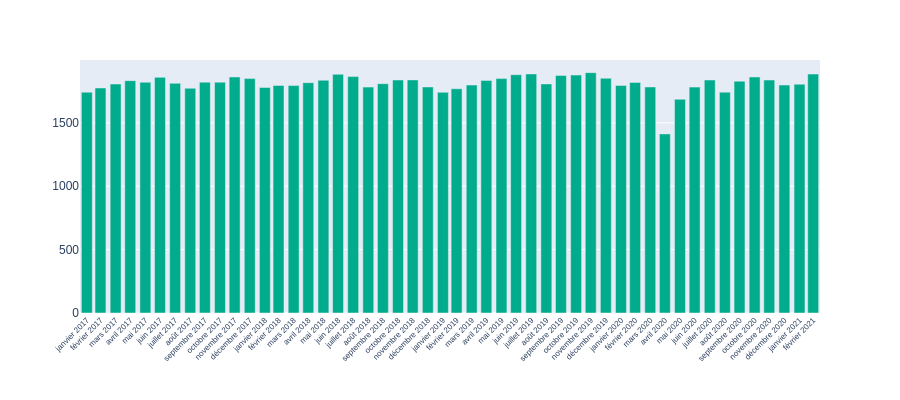 1500
1000
500
0
janvier 2017
février 2017
mars 2017
avril 2017
mai 2017
juin 2017
juillet 2017
août 2017
septembre 2017
octobre 2017
novembre 2017
décembre 2017
janvier 2018
février 2018
mars 2018
avril 2018
mai 2018
juin 2018
juillet 2018
août 2018
septembre 2018
octobre 2018
novembre 2018
décembre 2018
janvier 2019
février 2019
mars 2019
avril 2019
mai 2019
juin 2019
juillet 2019
août 2019
septembre 2019
octobre 2019
novembre 2019
décembre 2019
janvier 2020
février 2020
mars 2020
avril 2020
mai 2020
juin 2020
juillet 2020
août 2020
septembre 2020
octobre 2020
novembre 2020
décembre 2020
janvier 2021
février 2021